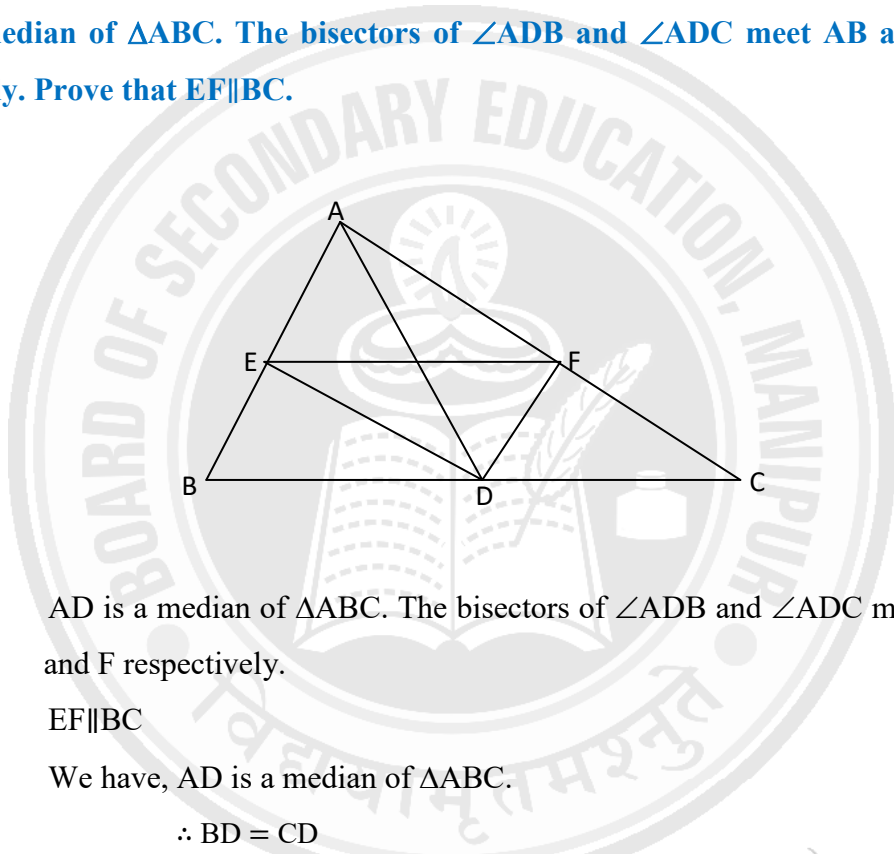 edian of ΔABC. The bisectors of ∠ADB and ∠ADC meet AB a
y. Prove that EF∥BC.
BOARD OF SECONDARY EDUCATION, MANIPUR
A
E
F
B
D
C
AD is a median of ΔABC. The bisectors of ∠ADB and ∠ADC m
and F respectively.
EF∥BC
We have, AD is a median of ΔABC.
विद्ययामृतमश्नुते
∴ BD = CD